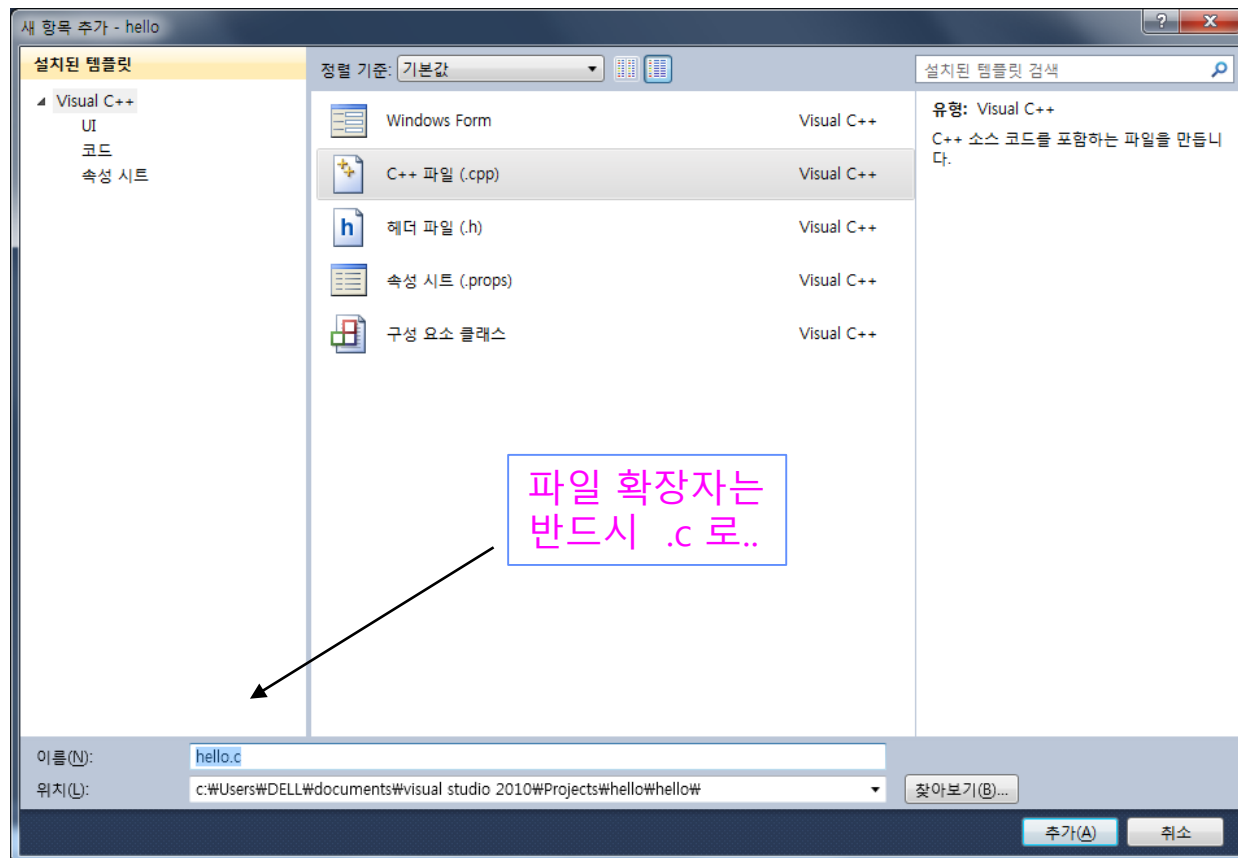 새 항목 추가 - hello
설치된 템플릿
Visual C++
UI
코드
속성 시트
정렬 기준: 기본값
Windows Form Visual C++
C++ 파일 (.cpp) Visual C++
헤더 파일 (.h) Visual C++
속성 시트 (.props) Visual C++
구성 요소 클래스 Visual C++
설치된 템플릿 검색
유형: Visual C++
C++ 소스 코드를 포함하는 파일을 만듭니
다.
파일 확장자는
반드시 .c 로..
이름(N): hello.c
위치(L): c:₩Users₩DELL₩documents₩visual studio 2010₩Projects₩hello₩hello₩ 찾아보기(B)...
추가(A) 취소